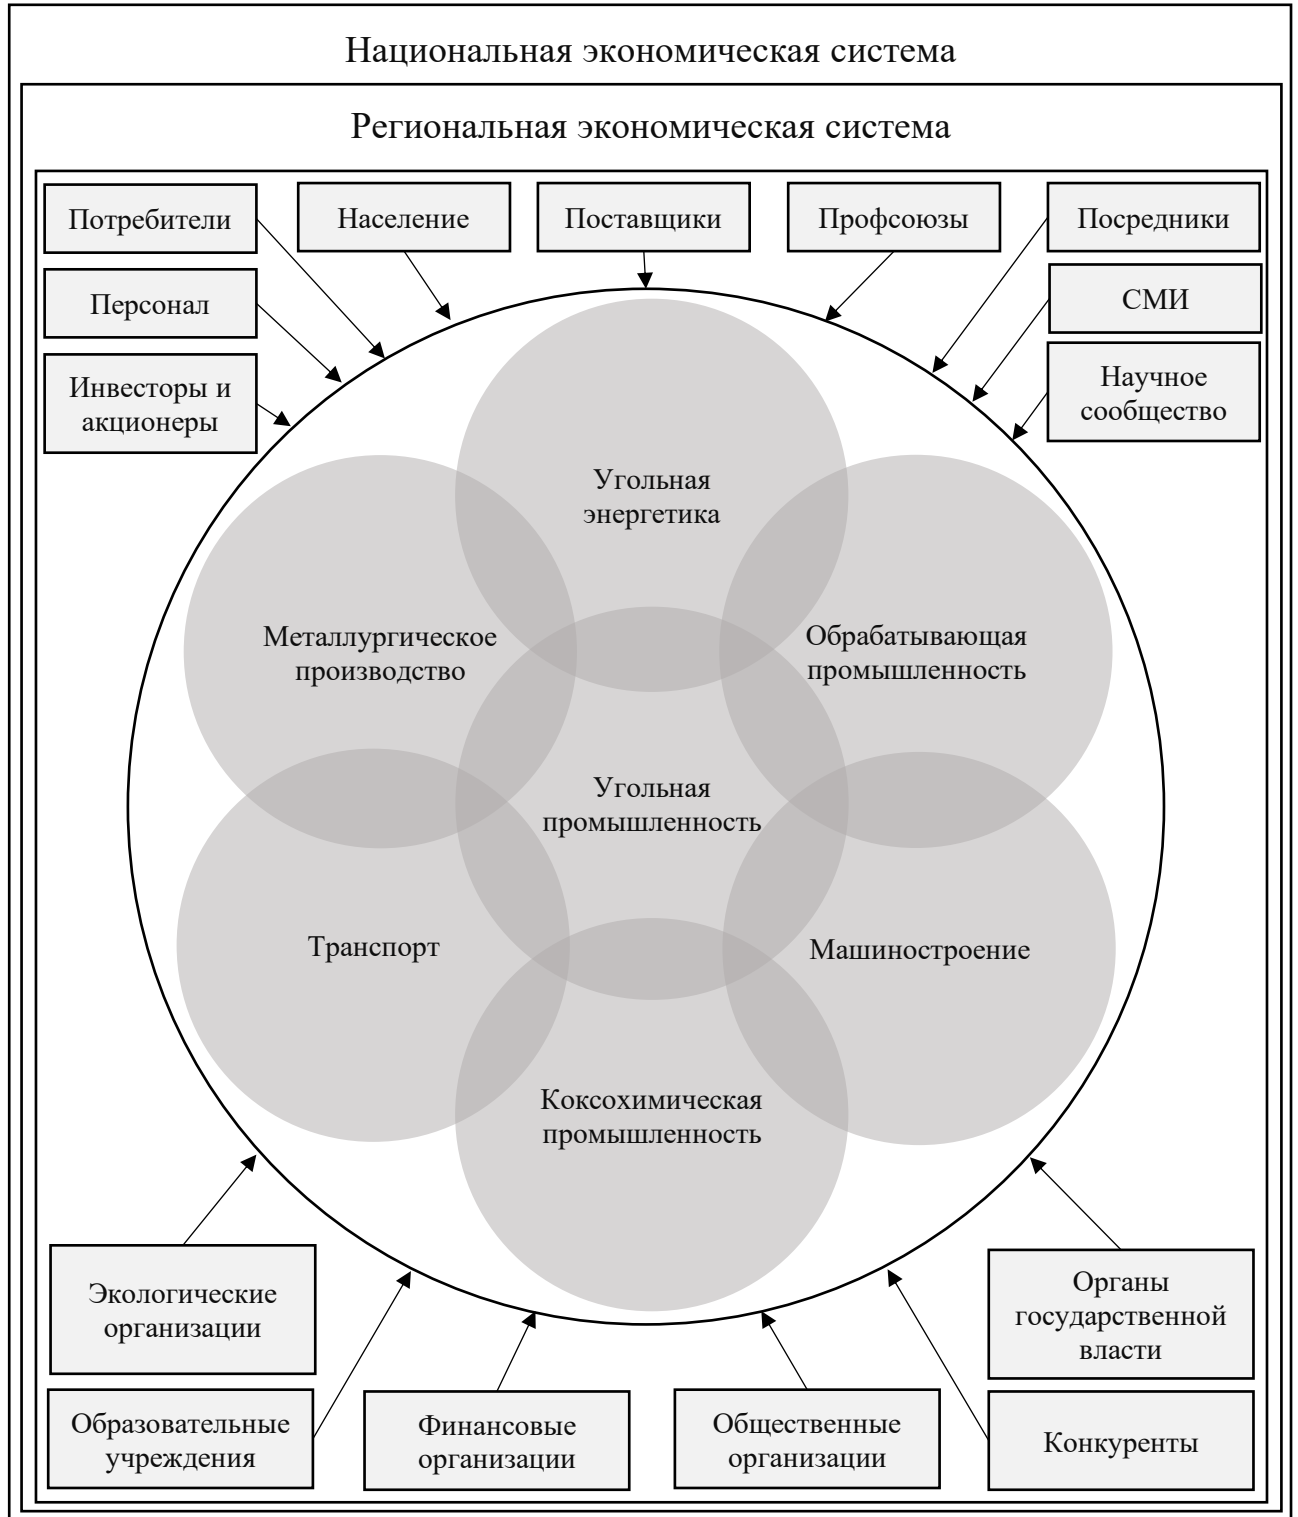 Национальная экономическая система
Региональная экономическая система
Потребители
Население
Поставщики
Профсоюзы
Посредники
Персонал
СМИ
Инвесторы и
акционеры
Научное
сообщество
Угольная
энергетика
Металлургическое
производство
Обрабатывающая
промышленность
Угольная
промышленность
Транспорт
Машиностроение
Коксохимическая
промышленность
Экологические
организации
Органы
государственной
власти
Образовательные
учреждения
Финансовые
организации
Общественные
организации
Конкуренты